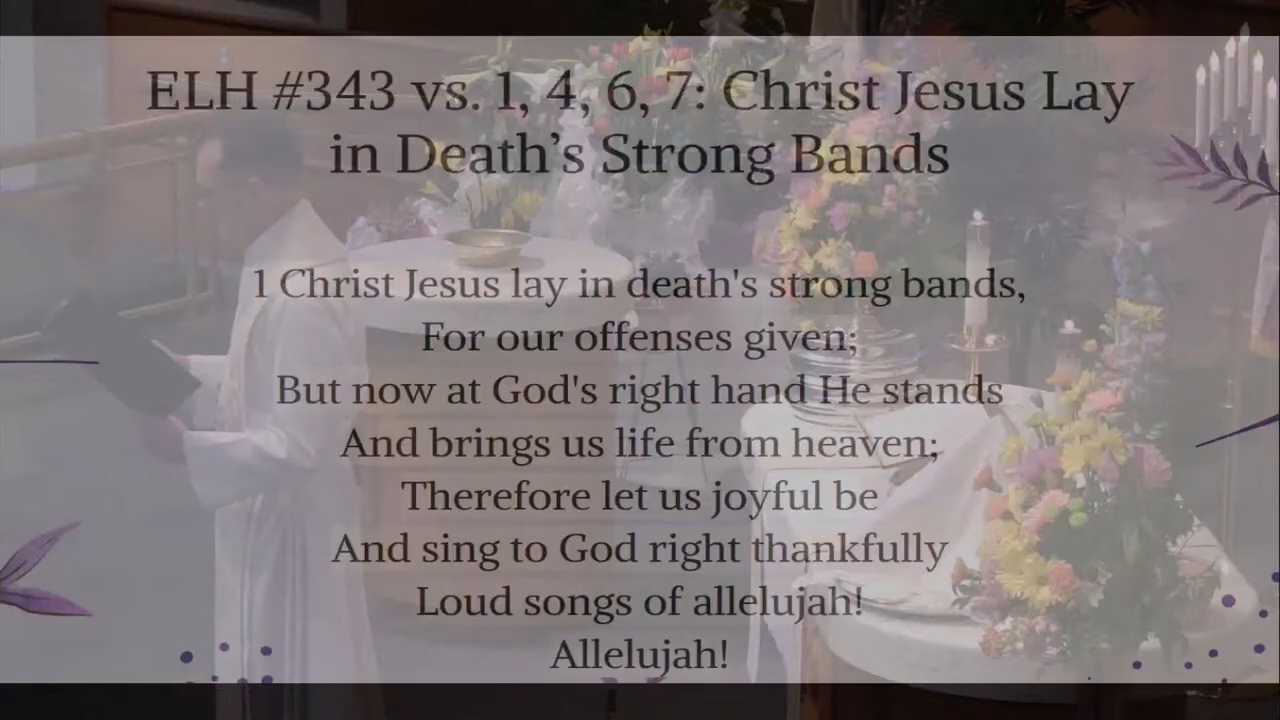 ELH #343 vs. 1, 4, 6, 7: Christ Jesus Lay
in Death’s Strong Bands
1 Christ Jesus lay in death's strong bands,
For our offenses given;
But now at God's right hand He stands
And brings us life from heaven;
Therefore let us joyful be
And sing to God right thankfully
Loud songs of allelujah!
Allelujah!